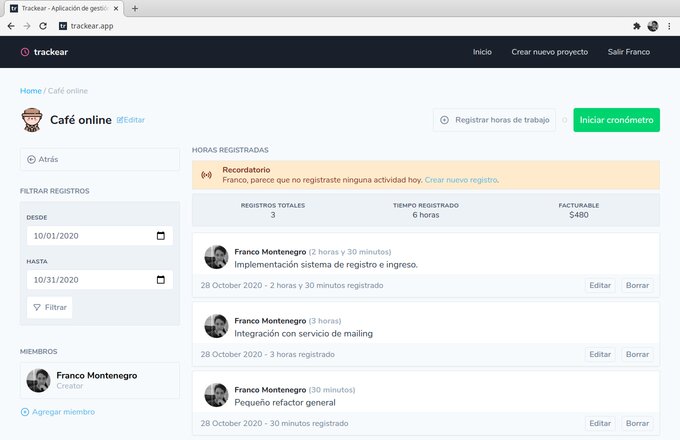 Trackear - Aplicación de gestió
trackear.app
trackear
Inicio
Crear nuevo proyecto
Salir Franco
Home / Café online
Café online
Editar
Registrar horas de trabajo
o
Iniciar cronómetro
Atrás
FILTRAR REGISTROS
DESDE
10/01/2020
HASTA
10/31/2020
Filtrar
MIEMBROS
Franco Montenegro
Creator
Agregar miembro
HORAS REGISTRADAS
Recordatorio
Franco, parece que no registraste ninguna actividad hoy. Crear nuevo registro.
REGISTROS TOTALES
3
TIEMPO REGISTRADO
6 horas
FACTURABLE
$480
Franco Montenegro (2 horas y 30 minutos)
Implementación sistema de registro e ingreso.
28 October 2020 - 2 horas y 30 minutos registrado
Editar
Borrar
Franco Montenegro (3 horas)
Integración con servicio de mailing
28 October 2020 - 3 horas registrado
Editar
Borrar
Franco Montenegro (30 minutos)
Pequeño refactor general
28 October 2020 - 30 minutos registrado
Editar
Borrar